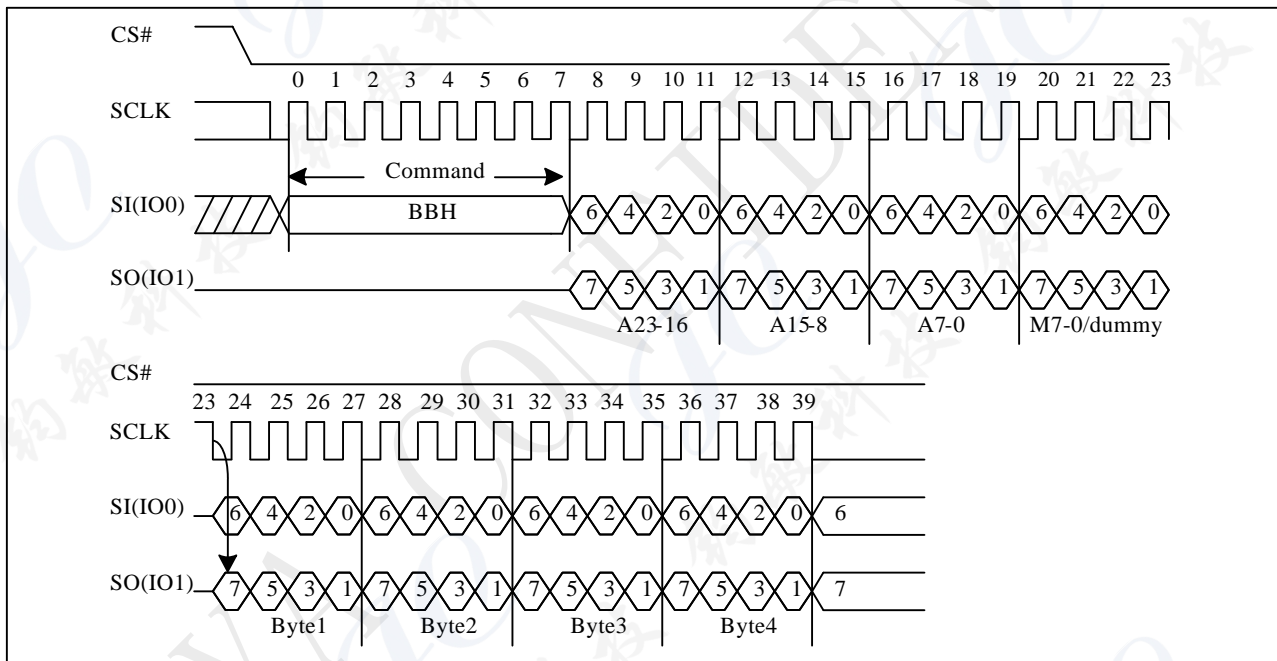 CS#
0 1 2 3 4 5 6 7 8 9 10 11 12 13 14 15 16 17 18 19 20 21 22 23
SCLK
Command
SI(IO0) BBH 6 4 2 0 6 4 2 0 6 4 2 0 6 4 2 0
SO(IO1) 7 5 3 1 7 5 3 1 7 5 3 1 7 5 3 1
A23-16 A15-8 A7-0 M7-0/dummy
CS#
23 24 25 26 27 28 29 30 31 32 33 34 35 36 37 38 39
SCLK
SI(IO0) 6 4 2 0 6 4 2 0 6 4 2 0 6 4 2 0 6
SO(IO1) 7 5 3 1 7 5 3 1 7 5 3 1 7 5 3 1 7
Byte1 Byte2 Byte3 Byte4